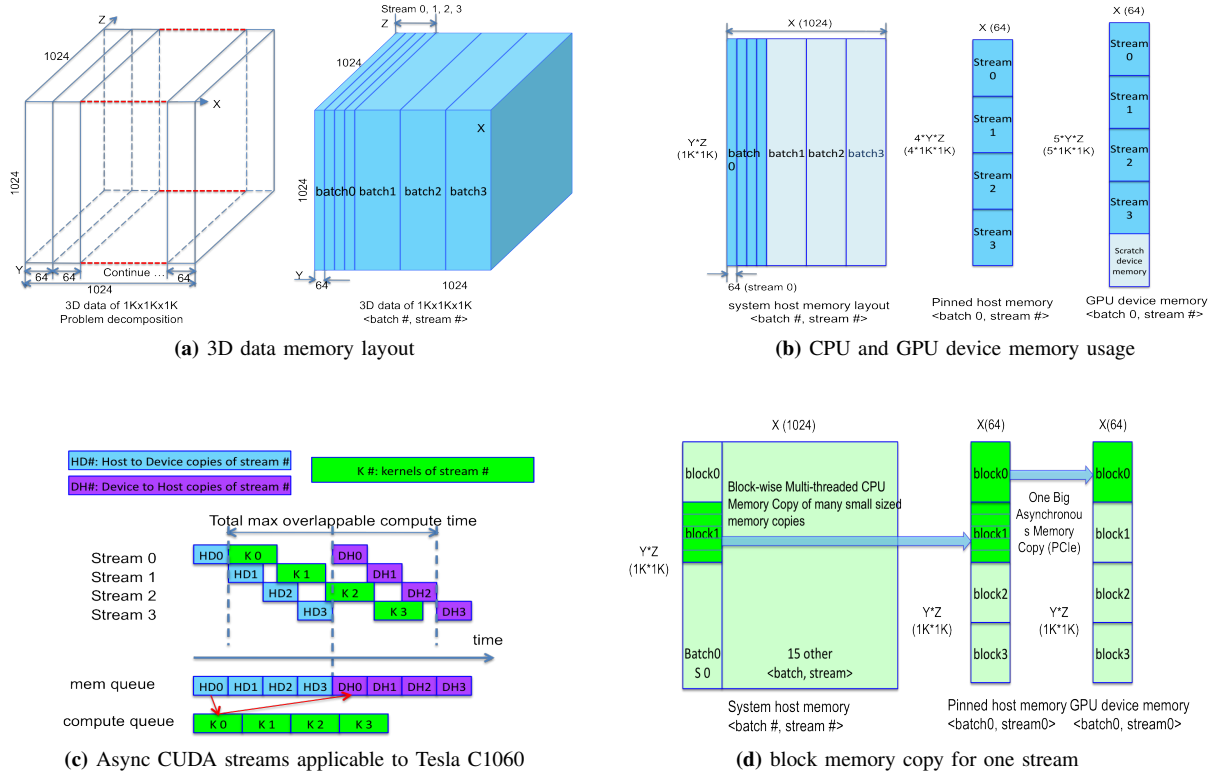 Z
1024
X
1024
Y
64
64
Continue ...
64
1024
3D data of 1Kx1Kx1K
Problem decomposition
Stream 0, 1, 2, 3
Z
1024
X
1024
batch0
batch1
batch2
batch3
Y
64
1024
3D data of 1Kx1Kx1K
<batch #, stream #>
(a) 3D data memory layout
X (1024)
Y*Z
(1K*1K)
batch
0
batch1
batch2
batch3
64 (stream 0)
system host memory layout
<batch #, stream #>
X (64)
4*Y*Z
(4*1K*1K)
Stream
0
Stream
1
Stream
2
Stream
3
Pinned host memory
<batch 0, stream #>
X (64)
5*Y*Z
(5*1K*1K)
Stream
0
Stream
1
Stream
2
Stream
3
Scratch
device
memory
GPU device memory
<batch 0, stream #>
(b) CPU and GPU device memory usage
HD#: Host to Device copies of stream #
DH#: Device to Host copies of stream #
K #: kernels of stream #
Total max overlappable compute time
Stream 0
HD0
K 0
DH0
Stream 1
HD1
K 1
DH1
Stream 2
HD2
K 2
DH2
Stream 3
HD3
K 3
DH3
time
mem queue
HD0
HD1
HD2
HD3
DH0
DH1
DH2
DH3
compute queue
K 0
K 1
K 2
K 3
(c) Async CUDA streams applicable to Tesla C1060
X (1024)
Y*Z
(1K*1K)
block0
block1
Batch0
S 0
Block-wise Multi-threaded CPU
Memory Copy of many small sized
memory copies
15 other
<batch, stream>
System host memory
<batch #, stream #>
X(64)
Y*Z
(1K*1K)
block0
block1
block2
block3
Pinned host memory
<batch0, stream0>
One Big
Asynchronou
s Memory
Copy (PCIe)
X(64)
Y*Z
(1K*1K)
block0
block1
block2
block3
GPU device memory
<batch0, stream0>
(d) block memory copy for one stream